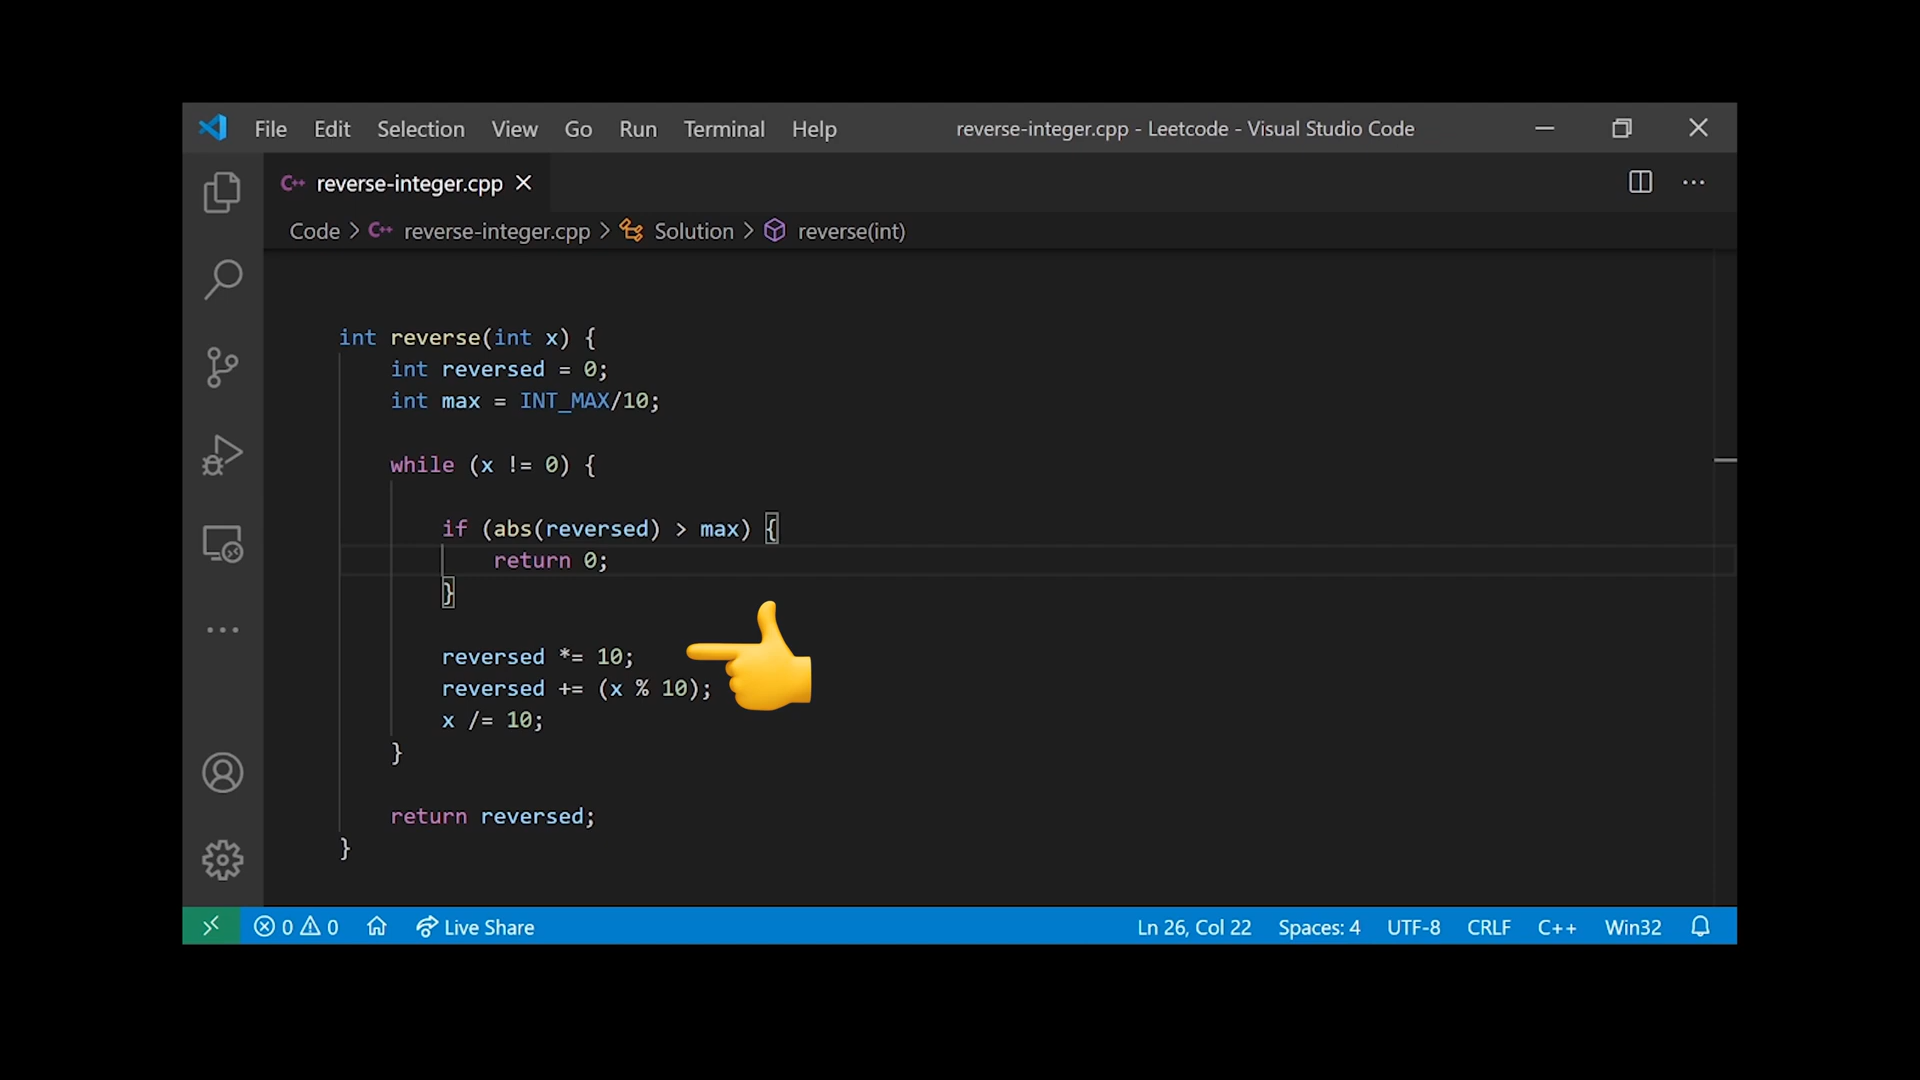 File Edit Selection View Go Run Terminal Help reverse-integer.cpp - Leetcode - Visual Studio Code
C++ reverse-integer.cpp
Code > C++ reverse-integer.cpp > Solution > reverse(int)
int reverse(int x) {
int reversed = 0;
int max = INT_MAX/10;
while (x != 0) {
if (abs(reversed) > max) {
return 0;
}
reversed *= 10;
reversed += (x % 10);
x /= 10;
}
return reversed;
}
0 0 Live Share Ln 26, Col 22 Spaces: 4 UTF-8 CRLF C++ Win32